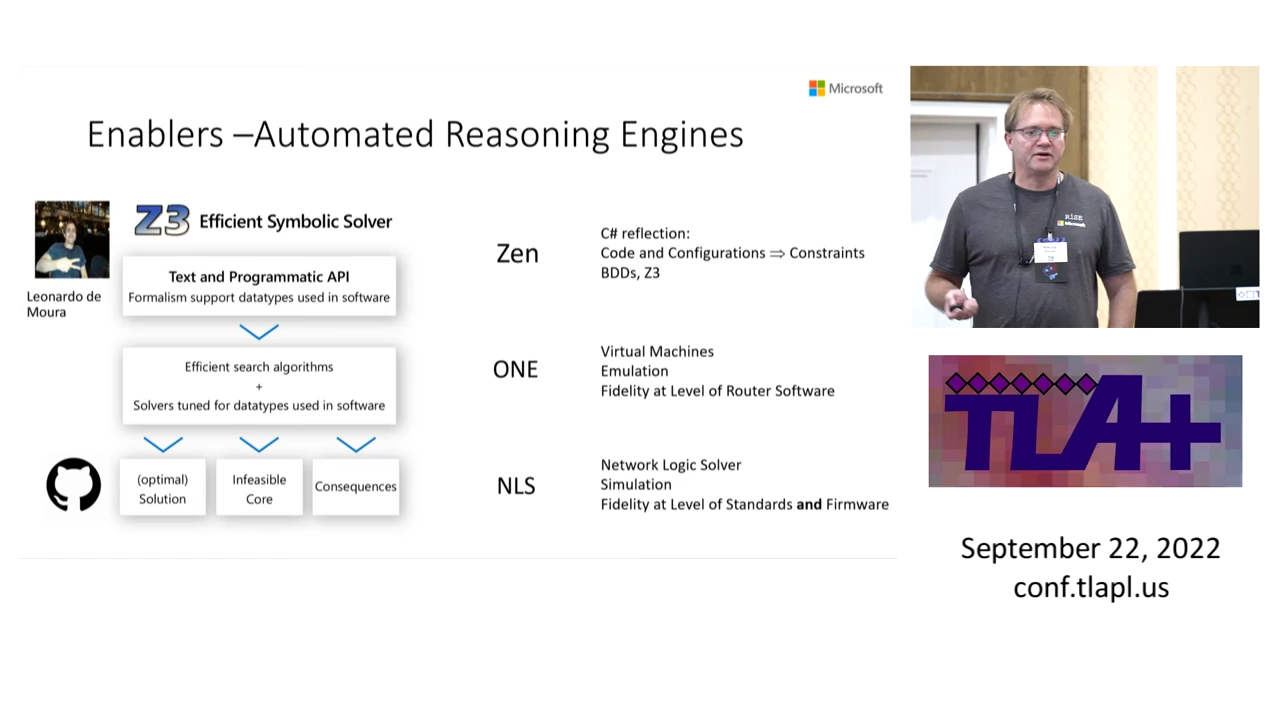 Microsoft
Enablers –Automated Reasoning Engines
Z3 Efficient Symbolic Solver
Leonardo de
Moura
Text and Programmatic API
Formalism support datatypes used in software
Efficient search algorithms
+
Solvers tuned for datatypes used in software
(optimal)
Solution
Infeasible
Core
Consequences
Zen
C# reflection:
Code and Configurations ⇒ Constraints
BDDs, Z3
ONE
Virtual Machines
Emulation
Fidelity at Level of Router Software
NLS
Network Logic Solver
Simulation
Fidelity at Level of Standards and Firmware
RiSE
Microsoft
TLA+
September 22, 2022
conf.tlapl.us